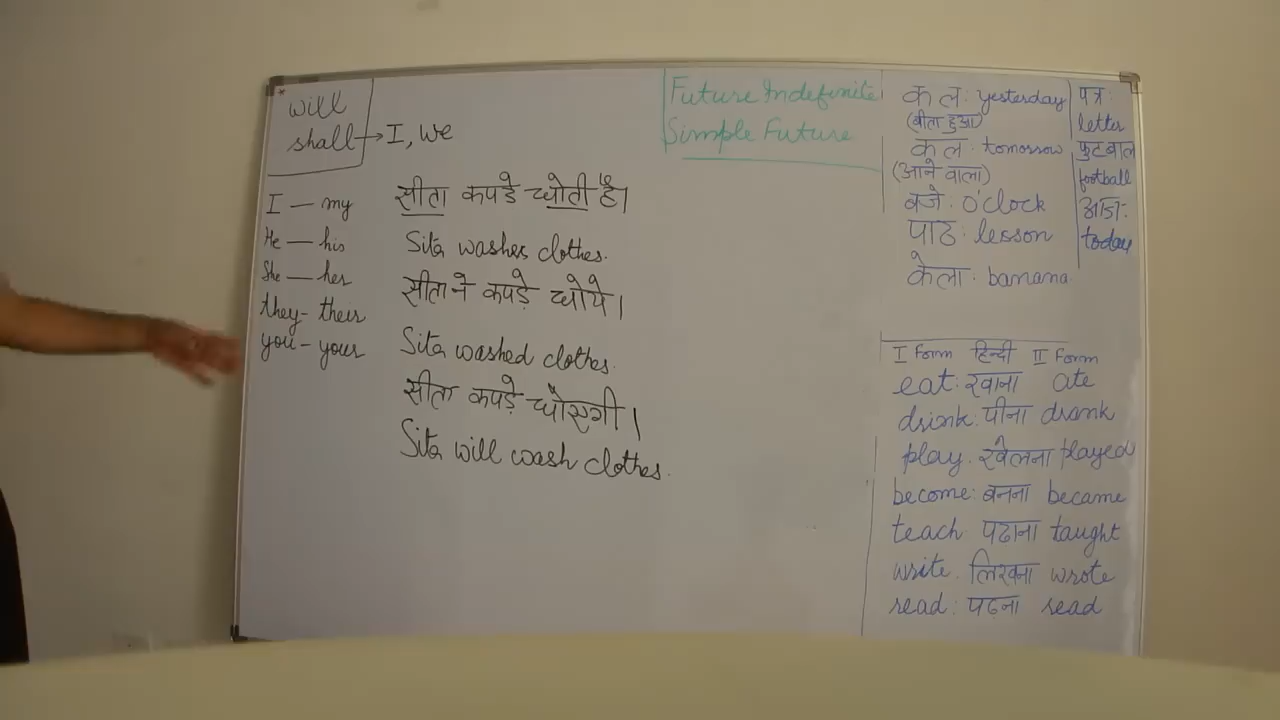 will
shall → I, we
I — my
He — his
She — her
they - their
you - your
सीता कपडे धोती है।
Sita washes clothes.
सीता ने कपड़े धोये।
Sita washed clothes.
सीता कपड़े धोएगी।
Sita will wash clothes.
Future Indefinite
Simple Future
कल: yesterday
(बीता हुआ)
कल: tomorrow
(आने वाला)
बजे: o'clock
पाठ: lesson
केला: banana
पत्र:
letter
फुटबाल
football
आज:
today
I Form हिन्दी II Form
eat: खाना ate
drink: पीना drank
play: खेलना played
become: बनना became
teach: पढाना taught
write: लिखना wrote
read: पढ़ना read